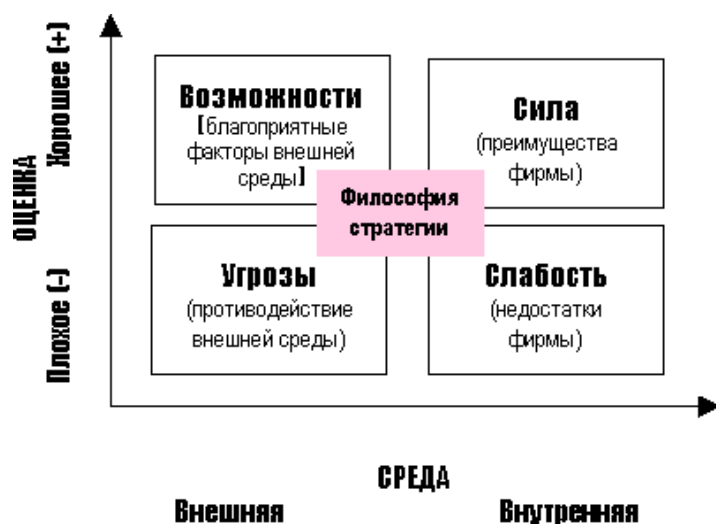 Хорошее (+)
ОЦЕНКА
Плохое (-)
Возможности
[благоприятные
факторы внешней
среды]
Сила
(преимущества
фирмы)
Философия
стратегии
Угрозы
(противодействие
внешней среды)
Слабость
(недостатки
фирмы)
СРЕДА
Внешняя
Внутренняя